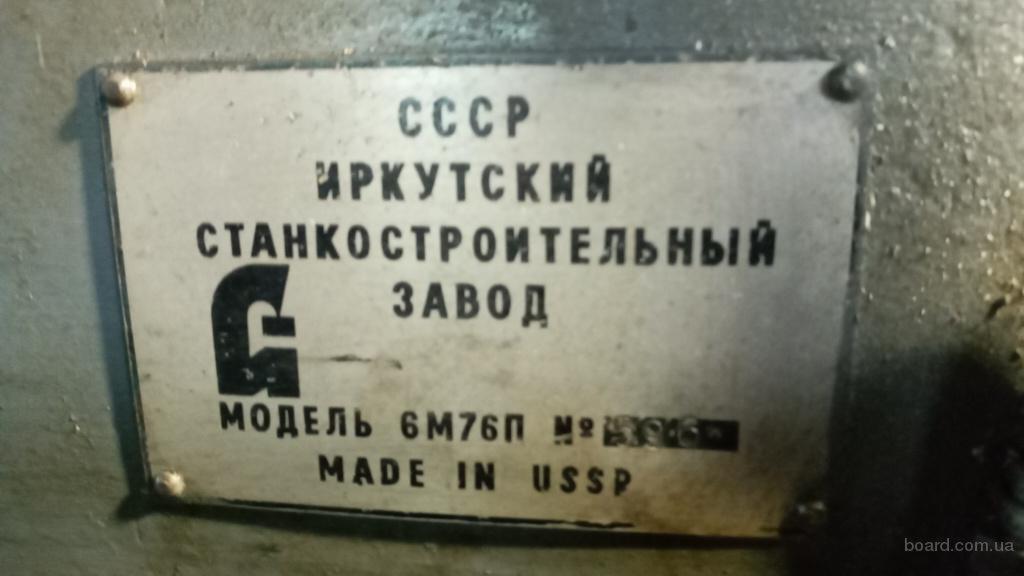 СССР
ИРКУТСКИЙ
СТАНКОСТРОИТЕЛЬНЫЙ
ЗАВОД
МОДЕЛЬ 6М76П №
MADE IN USSP
board.com.ua